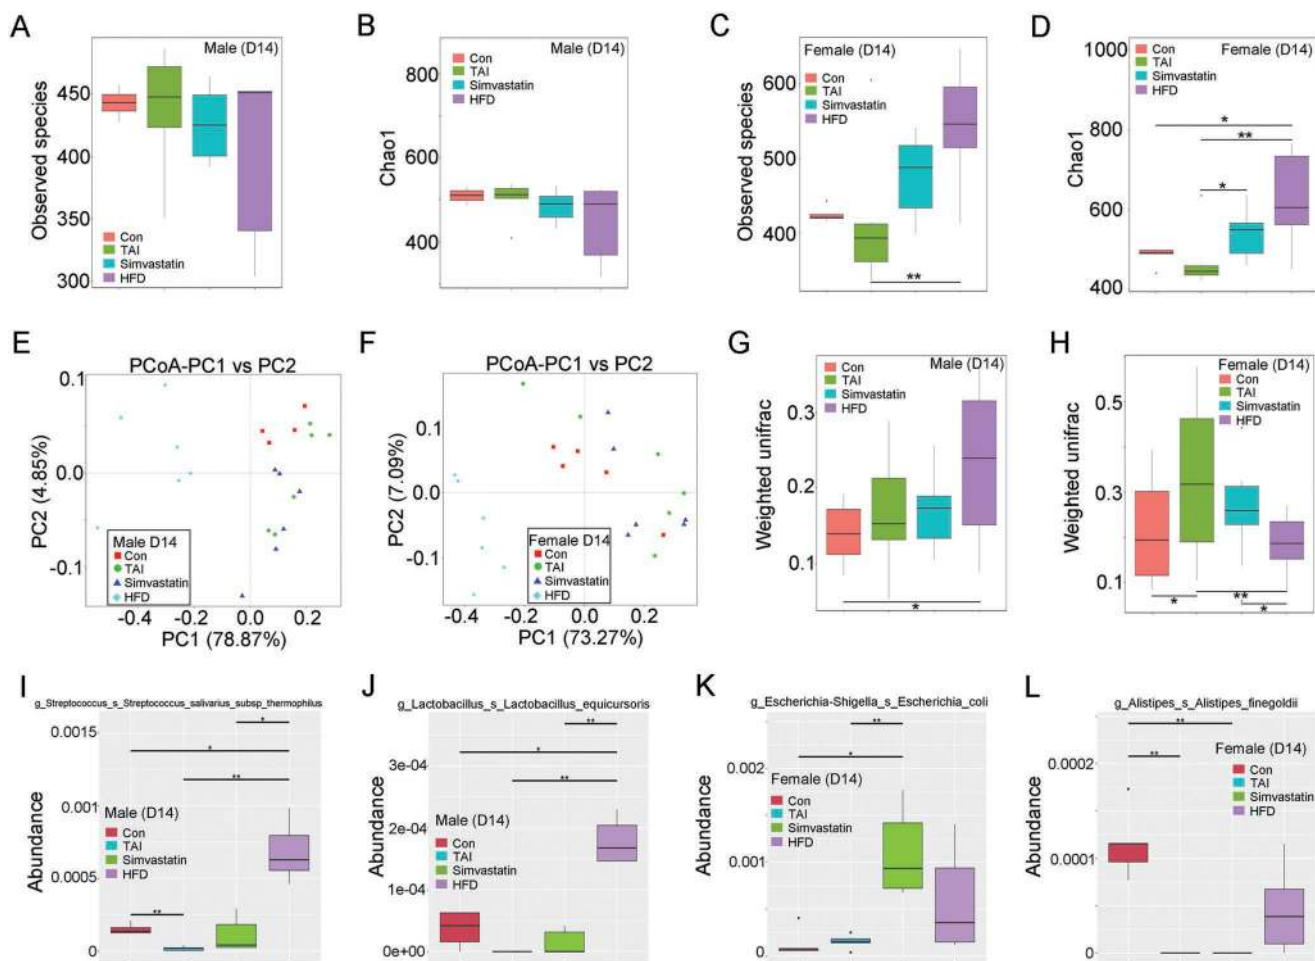 A
Male (D14)
Observed species
450
400
350
300
Con
TAI
Simvastatin
HFD
B
Male (D14)
Chao1
800
600
400
Con
TAI
Simvastatin
HFD
C
Female (D14)
Observed species
600
500
400
Con
TAI
Simvastatin
HFD
**
D
Female (D14)
Chao1
1000
800
600
400
Con
TAI
Simvastatin
HFD
*
**
*
E
PCoA-PC1 vs PC2
PC2 (4.85%)
0.1
0.0
-0.1
Male D14
Con
TAI
Simvastatin
HFD
-0.4 -0.2 0.0 0.2
PC1 (78.87%)
F
PCoA-PC1 vs PC2
PC2 (7.09%)
0.1
0.0
-0.1
Female D14
Con
TAI
Simvastatin
HFD
-0.4 -0.2 0.0 0.2
PC1 (73.27%)
G
Male (D14)
Weighted unifrac
0.3
0.2
0.1
Con
TAI
Simvastatin
HFD
*
H
Female (D14)
Weighted unifrac
0.5
0.3
0.1
Con
TAI
Simvastatin
HFD
*
**
*
I
g_Streptococcus_s_Streptococcus_salivarius_subsp_thermophilus
Abundance
0.0015
0.001
0.0005
0
*
*
**
Male (D14)
Con
TAI
Simvastatin
HFD
**
J
g_Lactobacillus_s_Lactobacillus_equicursoris
Abundance
3e-04
2e-04
1e-04
0e+00
**
*
**
Male (D14)
Con
TAI
Simvastatin
HFD
K
g_Escherichia-Shigella_s_Escherichia_coli
Abundance
0.002
0.001
0
**
*
Female (D14)
Con
TAI
Simvastatin
HFD
L
g_Alistipes_s_Alistipes_finegoldii
Abundance
0.0002
0.0001
0
**
**
Female (D14)
Con
TAI
Simvastatin
HFD